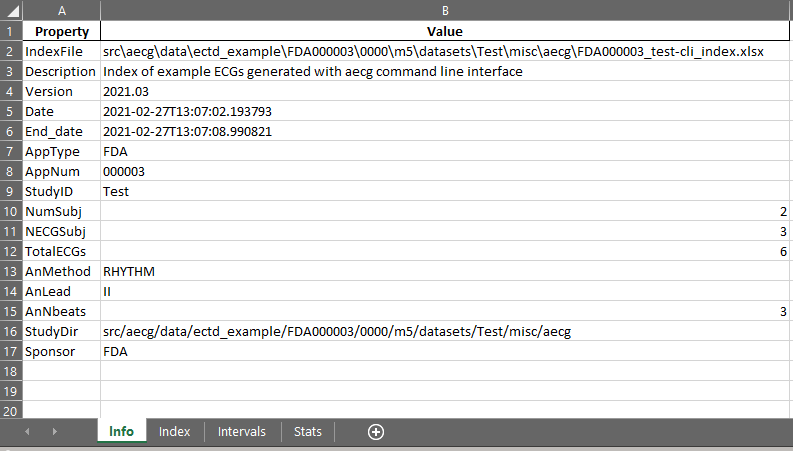 A B
1 Property Value
2 IndexFile src\aecg\data\ectd_example\FDA000003\0000\m5\datasets\Test\misc\aecg\FDA000003_test-cli_index.xlsx
3 Description Index of example ECGs generated with aecg command line interface
4 Version 2021.03
5 Date 2021-02-27T13:07:02.193793
6 End_date 2021-02-27T13:07:08.990821
7 AppType FDA
8 AppNum 000003
9 StudyID Test
10 NumSubj 2
11 NECGSubj 3
12 TotalECGs 6
13 AnMethod RHYTHM
14 AnLead II
15 AnNbeats 3
16 StudyDir src/aecg/data/ectd_example/FDA000003/0000/m5/datasets/Test/misc/aecg
17 Sponsor FDA
18
19
20
Info Index Intervals Stats